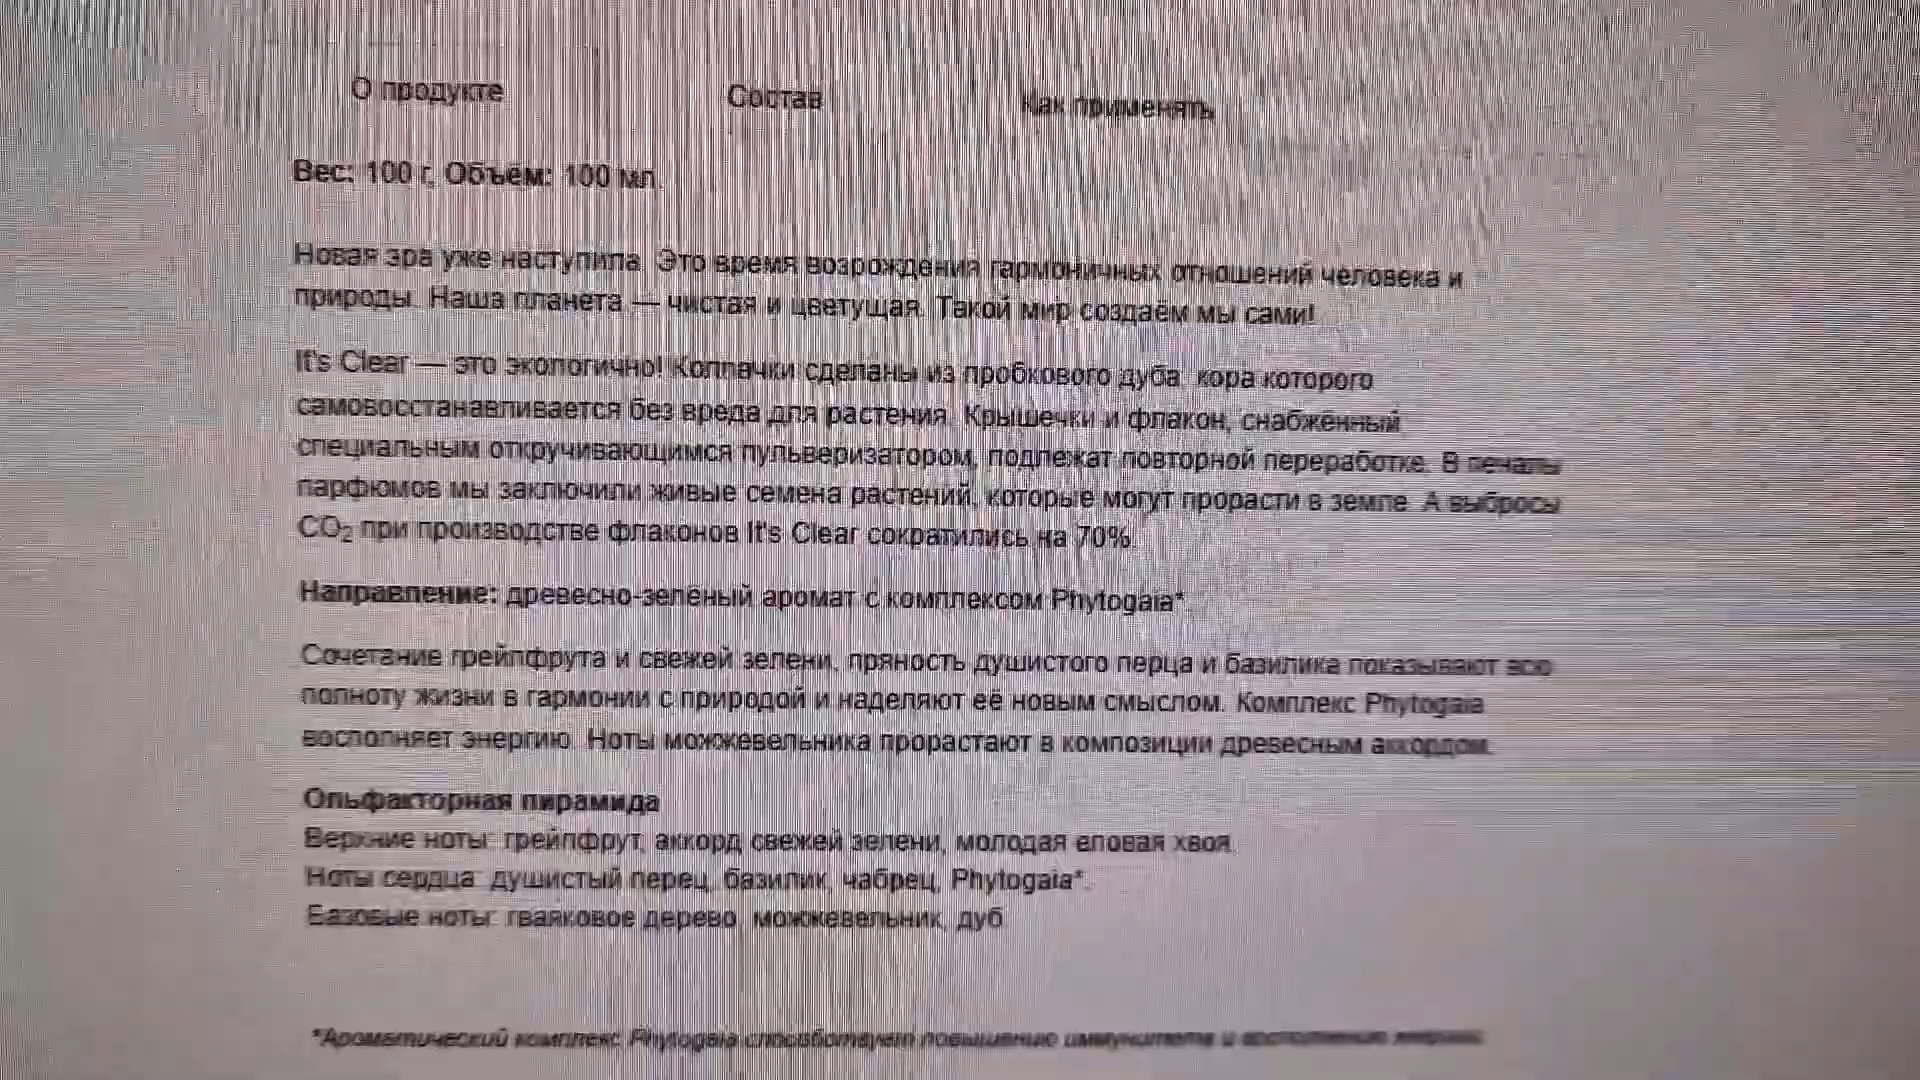 О продукте Состав Как применять
Вес: 100 г, Объём: 100 мл.
Новая эра уже наступила. Это время возрождения гармоничных отношений человека и
природы. Наша планета — чистая и цветущая. Такой мир создаём мы сами!
It's Clear — это экологично! Колпачки сделаны из пробкового дуба, кора которого
самовосстанавливается без вреда для растения. Крышечки и флакон, снабжённый
специальным откручивающимся пульверизатором, подлежат повторной переработке. В печалы
парфюмов мы заключили живые семена растений, которые могут прорасти в земле. А выбросы
CO₂ при производстве флаконов It's Clear сократились на 70%.
Направление: древесно-зелёный аромат с комплексом Phytogaia*.
Сочетание грейпфрута и свежей зелени, пряность душистого перца и базилика показывают всю
полноту жизни в гармонии с природой и наделяют её новым смыслом. Комплекс Phytogaia
восполняет энергию. Ноты можжевельника прорастают в композиции древесным аккордом.
Ольфакторная пирамида
Верхние ноты: грейпфрут, аккорд свежей зелени, молодая еловая хвоя.
Ноты сердца: душистый перец, базилик, чабрец, Phytogaia*.
Базовые ноты: гваяковое дерево, можжевельник, дуб.
*Ароматический комплекс Phytogaia способствует повышению иммунитета и восполнению энергии.